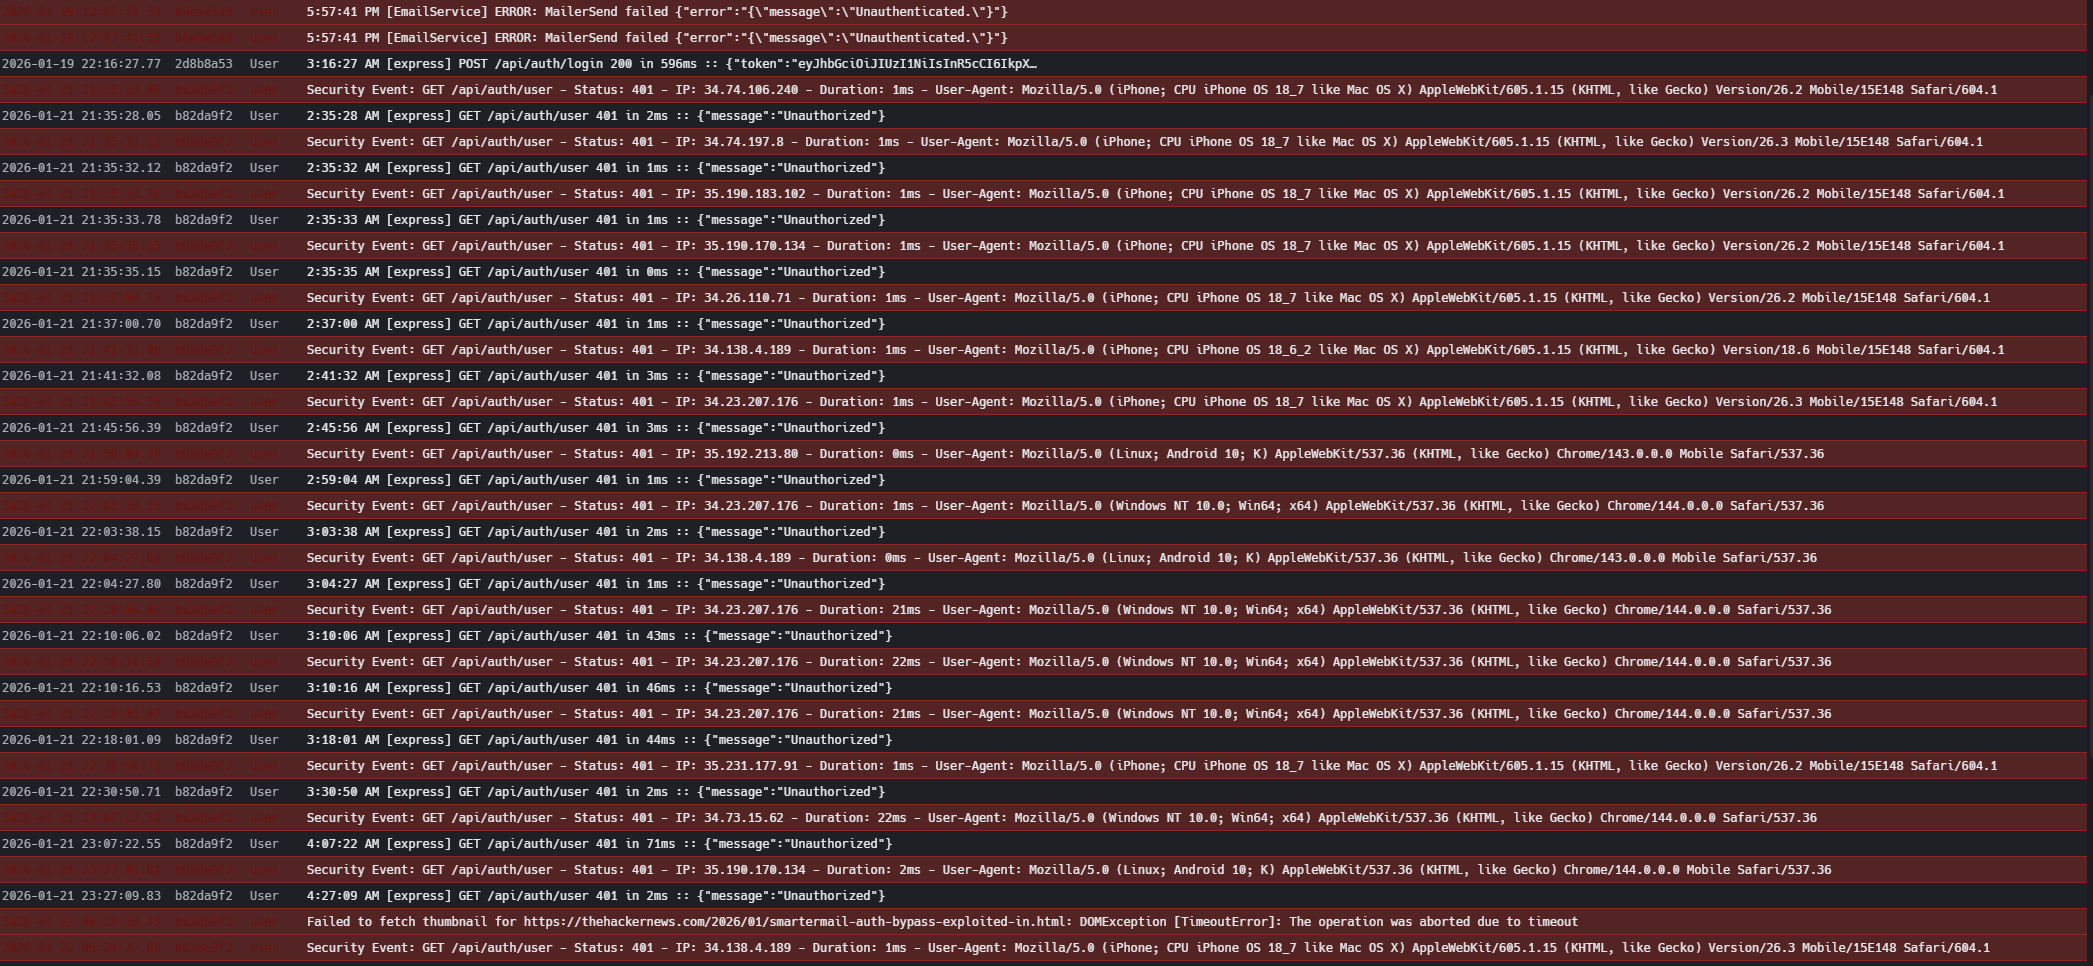 5:57:41 PM [EmailService] ERROR: MailerSend failed {"error":"{\"message\":\"Unauthenticated.\"}"}
5:57:41 PM [EmailService] ERROR: MailerSend failed {"error":"{\"message\":\"Unauthenticated.\"}"}
2026-01-19 22:16:27.77 2d8b8a53 User 3:16:27 AM [express] POST /api/auth/login 200 in 596ms :: {"token":"eyJhbGciOiJIUzI1NiIsInR5cCI6IkpX…
Security Event: GET /api/auth/user - Status: 401 - IP: 34.74.106.240 - Duration: 1ms - User-Agent: Mozilla/5.0 (iPhone; CPU iPhone OS 18_7 like Mac OS X) AppleWebKit/605.1.15 (KHTML, like Gecko) Version/26.2 Mobile/15E148 Safari/604.1
2026-01-21 21:35:28.05 b82da9f2 User 2:35:28 AM [express] GET /api/auth/user 401 in 2ms :: {"message":"Unauthorized"}
Security Event: GET /api/auth/user - Status: 401 - IP: 34.74.197.8 - Duration: 1ms - User-Agent: Mozilla/5.0 (iPhone; CPU iPhone OS 18_7 like Mac OS X) AppleWebKit/605.1.15 (KHTML, like Gecko) Version/26.3 Mobile/15E148 Safari/604.1
2026-01-21 21:35:32.12 b82da9f2 User 2:35:32 AM [express] GET /api/auth/user 401 in 1ms :: {"message":"Unauthorized"}
Security Event: GET /api/auth/user - Status: 401 - IP: 35.190.183.102 - Duration: 1ms - User-Agent: Mozilla/5.0 (iPhone; CPU iPhone OS 18_7 like Mac OS X) AppleWebKit/605.1.15 (KHTML, like Gecko) Version/26.2 Mobile/15E148 Safari/604.1
2026-01-21 21:35:33.78 b82da9f2 User 2:35:33 AM [express] GET /api/auth/user 401 in 1ms :: {"message":"Unauthorized"}
Security Event: GET /api/auth/user - Status: 401 - IP: 35.190.170.134 - Duration: 1ms - User-Agent: Mozilla/5.0 (iPhone; CPU iPhone OS 18_7 like Mac OS X) AppleWebKit/605.1.15 (KHTML, like Gecko) Version/26.2 Mobile/15E148 Safari/604.1
2026-01-21 21:35:35.15 b82da9f2 User 2:35:35 AM [express] GET /api/auth/user 401 in 0ms :: {"message":"Unauthorized"}
Security Event: GET /api/auth/user - Status: 401 - IP: 34.26.110.71 - Duration: 1ms - User-Agent: Mozilla/5.0 (iPhone; CPU iPhone OS 18_7 like Mac OS X) AppleWebKit/605.1.15 (KHTML, like Gecko) Version/26.2 Mobile/15E148 Safari/604.1
2026-01-21 21:37:00.70 b82da9f2 User 2:37:00 AM [express] GET /api/auth/user 401 in 1ms :: {"message":"Unauthorized"}
Security Event: GET /api/auth/user - Status: 401 - IP: 34.138.4.189 - Duration: 1ms - User-Agent: Mozilla/5.0 (iPhone; CPU iPhone OS 18_6_2 like Mac OS X) AppleWebKit/605.1.15 (KHTML, like Gecko) Version/18.6 Mobile/15E148 Safari/604.1
2026-01-21 21:41:32.08 b82da9f2 User 2:41:32 AM [express] GET /api/auth/user 401 in 3ms :: {"message":"Unauthorized"}
Security Event: GET /api/auth/user - Status: 401 - IP: 34.23.207.176 - Duration: 1ms - User-Agent: Mozilla/5.0 (iPhone; CPU iPhone OS 18_7 like Mac OS X) AppleWebKit/605.1.15 (KHTML, like Gecko) Version/26.3 Mobile/15E148 Safari/604.1
2026-01-21 21:45:56.39 b82da9f2 User 2:45:56 AM [express] GET /api/auth/user 401 in 3ms :: {"message":"Unauthorized"}
Security Event: GET /api/auth/user - Status: 401 - IP: 35.192.213.80 - Duration: 0ms - User-Agent: Mozilla/5.0 (Linux; Android 10; K) AppleWebKit/537.36 (KHTML, like Gecko) Chrome/143.0.0.0 Mobile Safari/537.36
2026-01-21 21:59:04.39 b82da9f2 User 2:59:04 AM [express] GET /api/auth/user 401 in 1ms :: {"message":"Unauthorized"}
Security Event: GET /api/auth/user - Status: 401 - IP: 34.23.207.176 - Duration: 1ms - User-Agent: Mozilla/5.0 (Windows NT 10.0; Win64; x64) AppleWebKit/537.36 (KHTML, like Gecko) Chrome/144.0.0.0 Safari/537.36
2026-01-21 22:03:38.15 b82da9f2 User 3:03:38 AM [express] GET /api/auth/user 401 in 2ms :: {"message":"Unauthorized"}
Security Event: GET /api/auth/user - Status: 401 - IP: 34.138.4.189 - Duration: 0ms - User-Agent: Mozilla/5.0 (Linux; Android 10; K) AppleWebKit/537.36 (KHTML, like Gecko) Chrome/143.0.0.0 Mobile Safari/537.36
2026-01-21 22:04:27.80 b82da9f2 User 3:04:27 AM [express] GET /api/auth/user 401 in 1ms :: {"message":"Unauthorized"}
Security Event: GET /api/auth/user - Status: 401 - IP: 34.23.207.176 - Duration: 21ms - User-Agent: Mozilla/5.0 (Windows NT 10.0; Win64; x64) AppleWebKit/537.36 (KHTML, like Gecko) Chrome/144.0.0.0 Safari/537.36
2026-01-21 22:10:06.02 b82da9f2 User 3:10:06 AM [express] GET /api/auth/user 401 in 43ms :: {"message":"Unauthorized"}
Security Event: GET /api/auth/user - Status: 401 - IP: 34.23.207.176 - Duration: 22ms - User-Agent: Mozilla/5.0 (Windows NT 10.0; Win64; x64) AppleWebKit/537.36 (KHTML, like Gecko) Chrome/144.0.0.0 Safari/537.36
2026-01-21 22:10:16.53 b82da9f2 User 3:10:16 AM [express] GET /api/auth/user 401 in 46ms :: {"message":"Unauthorized"}
Security Event: GET /api/auth/user - Status: 401 - IP: 34.23.207.176 - Duration: 21ms - User-Agent: Mozilla/5.0 (Windows NT 10.0; Win64; x64) AppleWebKit/537.36 (KHTML, like Gecko) Chrome/144.0.0.0 Safari/537.36
2026-01-21 22:18:01.09 b82da9f2 User 3:18:01 AM [express] GET /api/auth/user 401 in 44ms :: {"message":"Unauthorized"}
Security Event: GET /api/auth/user - Status: 401 - IP: 35.231.177.91 - Duration: 1ms - User-Agent: Mozilla/5.0 (iPhone; CPU iPhone OS 18_7 like Mac OS X) AppleWebKit/605.1.15 (KHTML, like Gecko) Version/26.2 Mobile/15E148 Safari/604.1
2026-01-21 22:30:50.71 b82da9f2 User 3:30:50 AM [express] GET /api/auth/user 401 in 2ms :: {"message":"Unauthorized"}
Security Event: GET /api/auth/user - Status: 401 - IP: 34.73.15.62 - Duration: 22ms - User-Agent: Mozilla/5.0 (Windows NT 10.0; Win64; x64) AppleWebKit/537.36 (KHTML, like Gecko) Chrome/144.0.0.0 Safari/537.36
2026-01-21 23:07:22.55 b82da9f2 User 4:07:22 AM [express] GET /api/auth/user 401 in 71ms :: {"message":"Unauthorized"}
Security Event: GET /api/auth/user - Status: 401 - IP: 35.190.170.134 - Duration: 2ms - User-Agent: Mozilla/5.0 (Linux; Android 10; K) AppleWebKit/537.36 (KHTML, like Gecko) Chrome/144.0.0.0 Mobile Safari/537.36
2026-01-21 23:27:09.83 b82da9f2 User 4:27:09 AM [express] GET /api/auth/user 401 in 2ms :: {"message":"Unauthorized"}
Failed to fetch thumbnail for https://thehackernews.com/2026/01/smartermail-auth-bypass-exploited-in.html: DOMException [TimeoutError]: The operation was aborted due to timeout
Security Event: GET /api/auth/user - Status: 401 - IP: 34.138.4.189 - Duration: 1ms - User-Agent: Mozilla/5.0 (iPhone; CPU iPhone OS 18_7 like Mac OS X) AppleWebKit/605.1.15 (KHTML, like Gecko) Version/26.3 Mobile/15E148 Safari/604.1